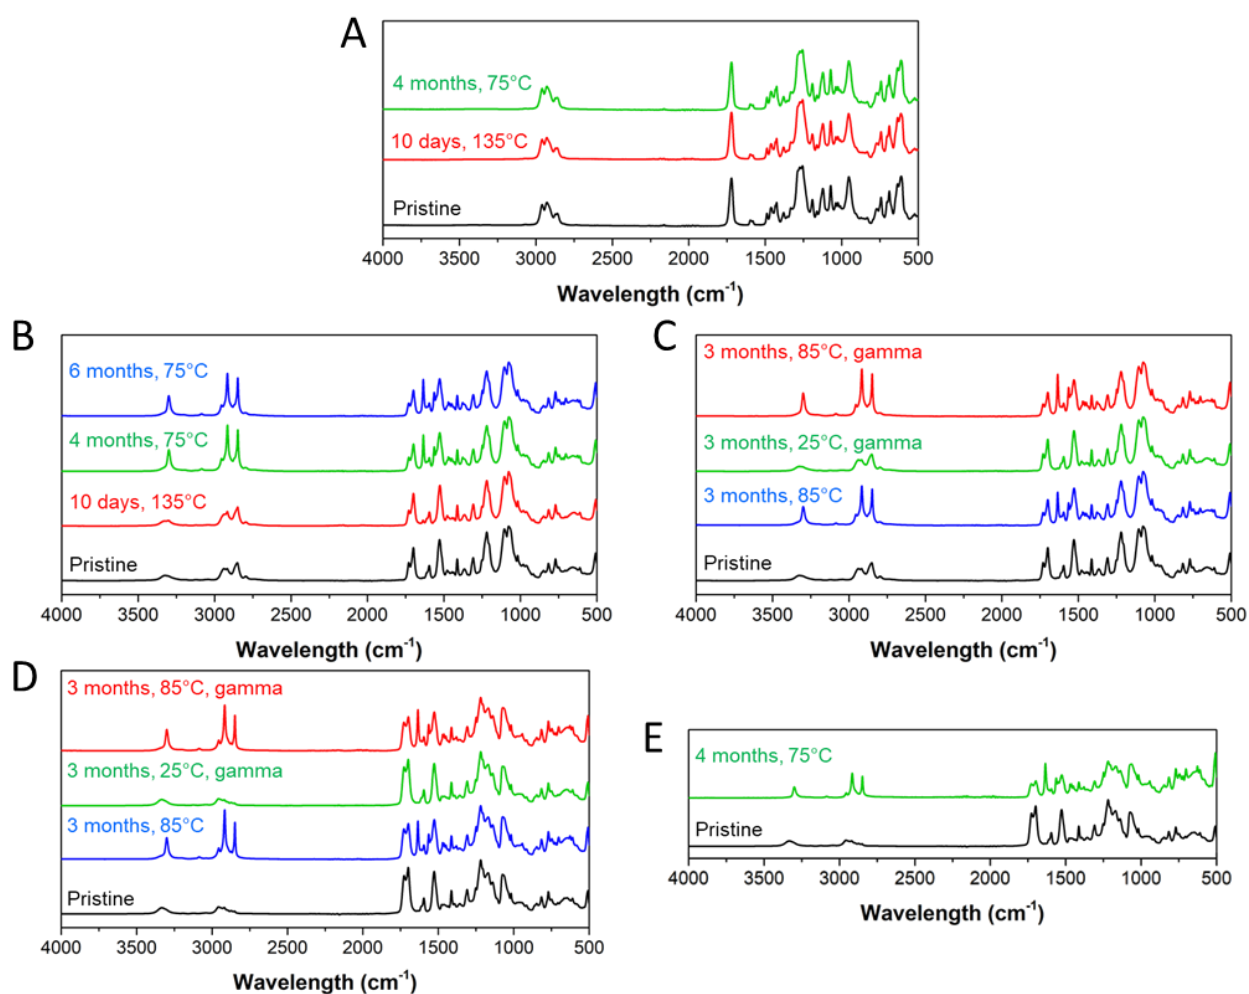 A
4 months, 75°C
10 days, 135°C
Pristine
4000 3500 3000 2500 2000 1500 1000 500
Wavelength (cm⁻¹)
B
6 months, 75°C
4 months, 75°C
10 days, 135°C
Pristine
4000 3500 3000 2500 2000 1500 1000 500
Wavelength (cm⁻¹)
C
3 months, 85°C, gamma
3 months, 25°C, gamma
3 months, 85°C
Pristine
4000 3500 3000 2500 2000 1500 1000 500
Wavelength (cm⁻¹)
D
3 months, 85°C, gamma
3 months, 25°C, gamma
3 months, 85°C
Pristine
4000 3500 3000 2500 2000 1500 1000 500
Wavelength (cm⁻¹)
E
4 months, 75°C
Pristine
4000 3500 3000 2500 2000 1500 1000 500
Wavelength (cm⁻¹)